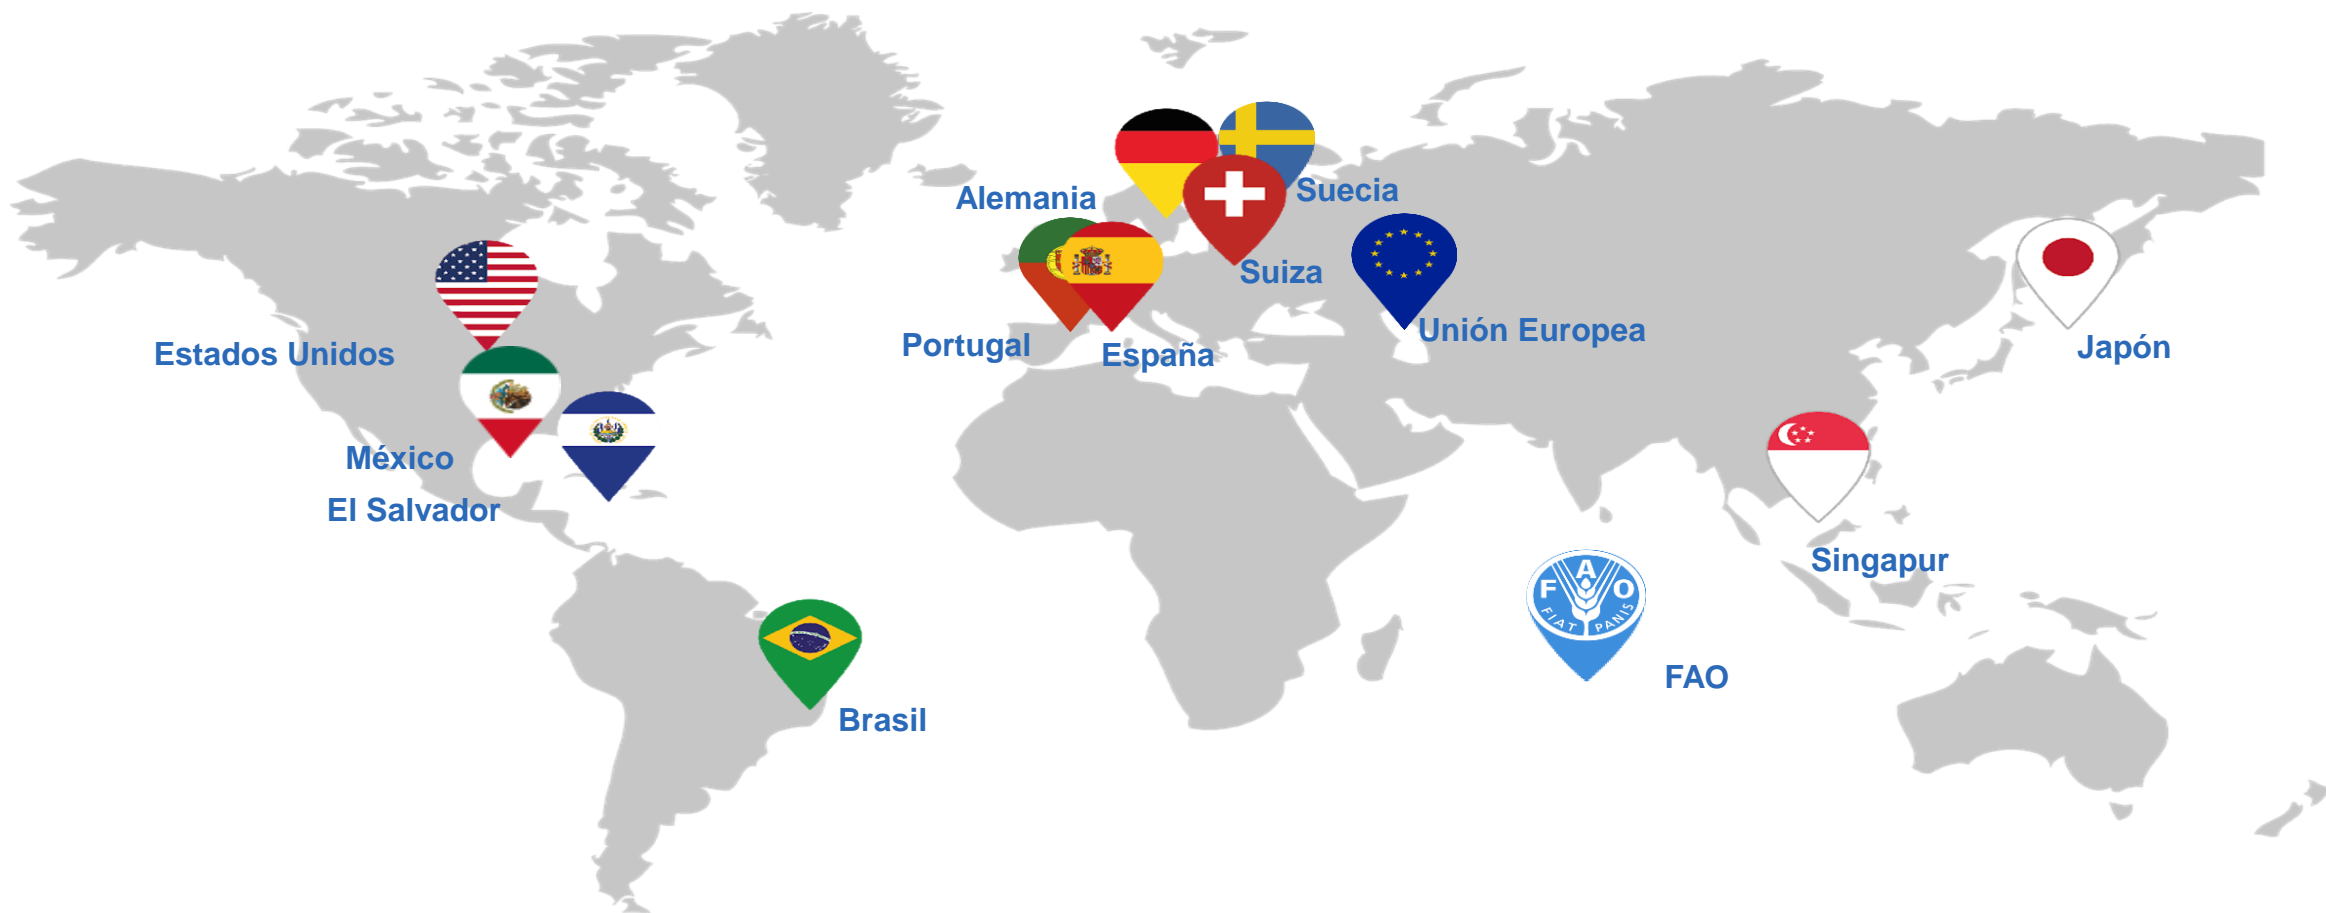 Alemania
Suecia
Suiza
Estados Unidos
Portugal
España
Unión Europea
Japón
México
El Salvador
Singapur
F A O
FIAT PANIS
FAO
Brasil